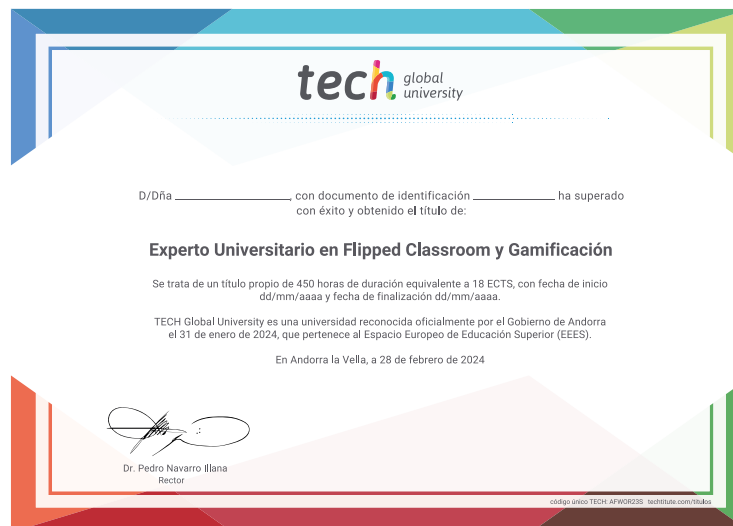 tech global university
D/Dña ________________, con documento de identificación ____________ ha superado
con éxito y obtenido el título de:
Experto Universitario en Flipped Classroom y Gamificación
Se trata de un título propio de 450 horas de duración equivalente a 18 ECTS, con fecha de inicio
dd/mm/aaaa y fecha de finalización dd/mm/aaaa.
TECH Global University es una universidad reconocida oficialmente por el Gobierno de Andorra
el 31 de enero de 2024, que pertenece al Espacio Europeo de Educación Superior (EEES).
En Andorra la Vella, a 28 de febrero de 2024
Dr. Pedro Navarro Illana
Rector
código único TECH: AFWOR23S techtitute.com/titulos